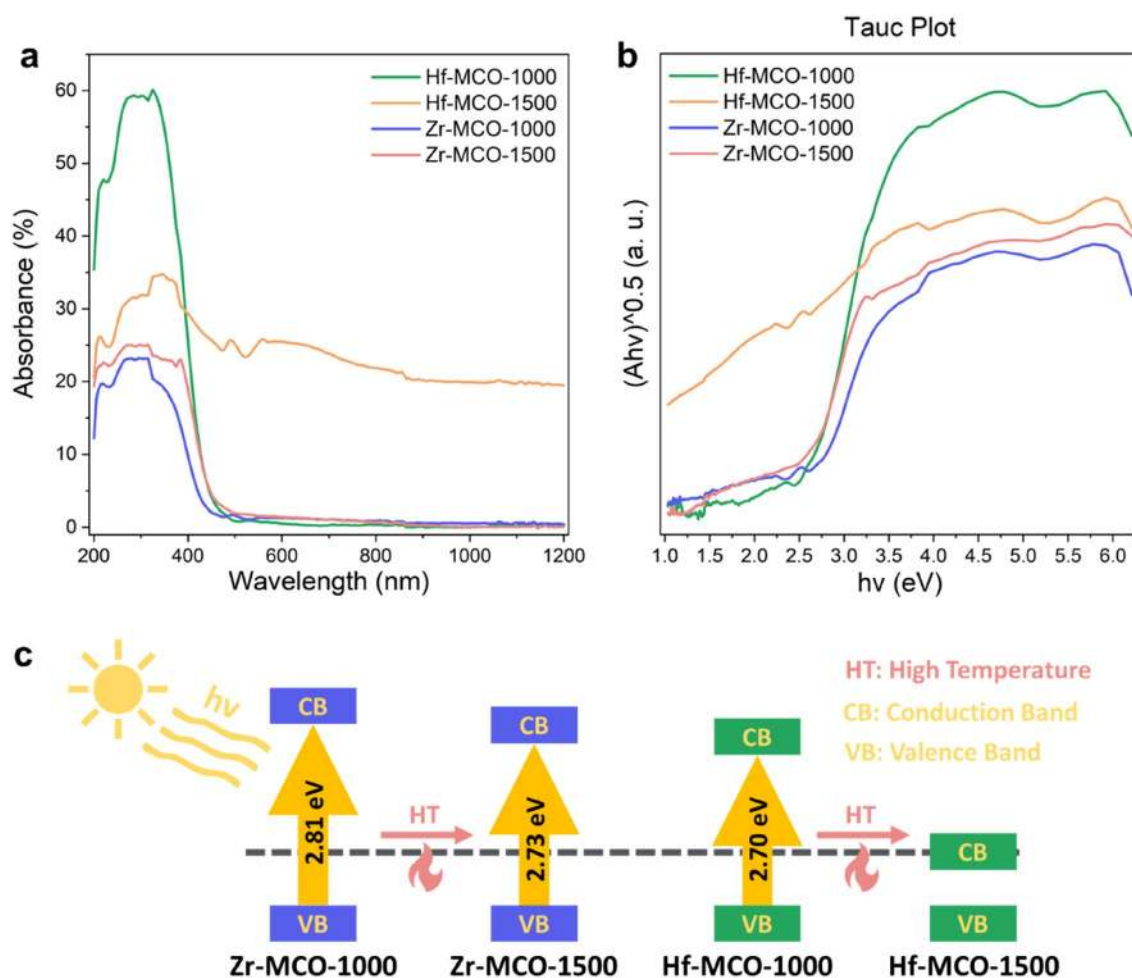 a
Hf-MCO-1000
Hf-MCO-1500
Zr-MCO-1000
Zr-MCO-1500
Absorbance (%)
60
50
40
30
20
10
0
200 400 600 800 1000 1200
Wavelength (nm)
Tauc Plot
b
Hf-MCO-1000
Hf-MCO-1500
Zr-MCO-1000
Zr-MCO-1500
(Ahv)^0.5 (a. u.)
1.0 1.5 2.0 2.5 3.0 3.5 4.0 4.5 5.0 5.5 6.0
hv (eV)
c
hv
HT: High Temperature
CB: Conduction Band
VB: Valence Band
CB CB CB CB
2.81 eV 2.73 eV 2.70 eV
HT HT
VB VB VB VB
Zr-MCO-1000 Zr-MCO-1500 Hf-MCO-1000 Hf-MCO-1500